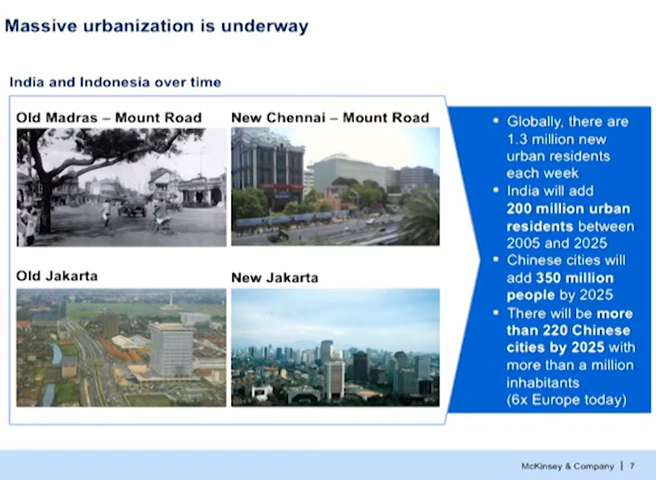 Massive urbanization is underway
India and Indonesia over time
Old Madras – Mount Road
New Chennai – Mount Road
Old Jakarta
New Jakarta
▪ Globally, there are
1.3 million new
urban residents
each week
▪ India will add
200 million urban
residents between
2005 and 2025
▪ Chinese cities will
add 350 million
people by 2025
▪ There will be more
than 220 Chinese
cities by 2025 with
more than a million
inhabitants
(6x Europe today)
McKinsey & Company | 7